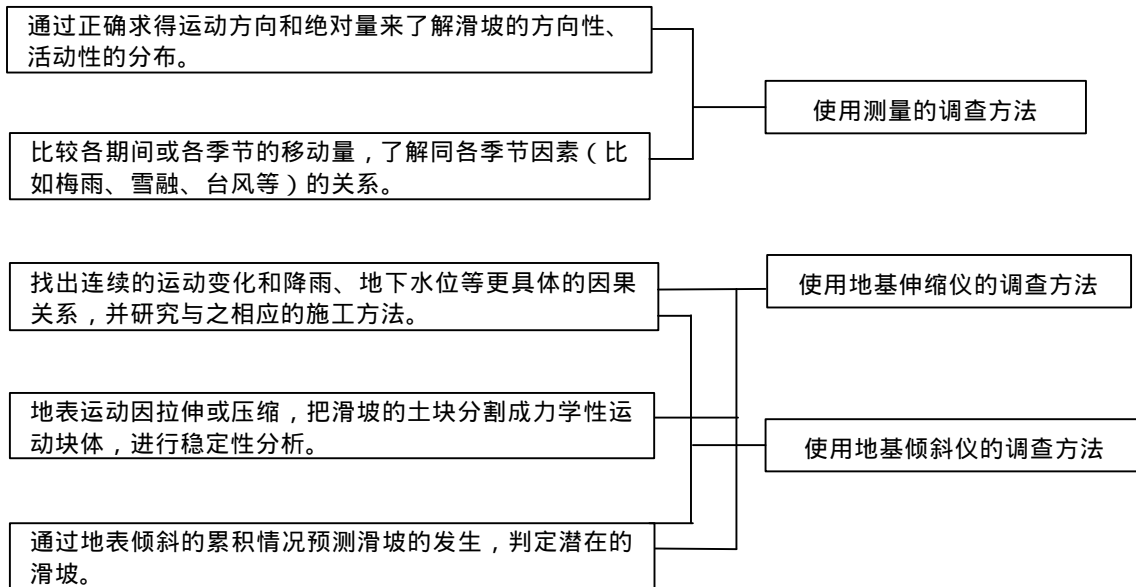 通过正确求得运动方向和绝对量来了解滑坡的方向性、
活动性的分布。
使用测量的调查方法
比较各期间或各季节的移动量，了解同各季节因素（比
如梅雨、雪融、台风等）的关系。
找出连续的运动变化和降雨、地下水位等更具体的因果
关系，并研究与之相应的施工方法。
使用地基伸缩仪的调查方法
地表运动因拉伸或压缩，把滑坡的土块分割成力学性运
动块体，进行稳定性分析。
使用地基倾斜仪的调查方法
通过地表倾斜的累积情况预测滑坡的发生，判定潜在的
滑坡。